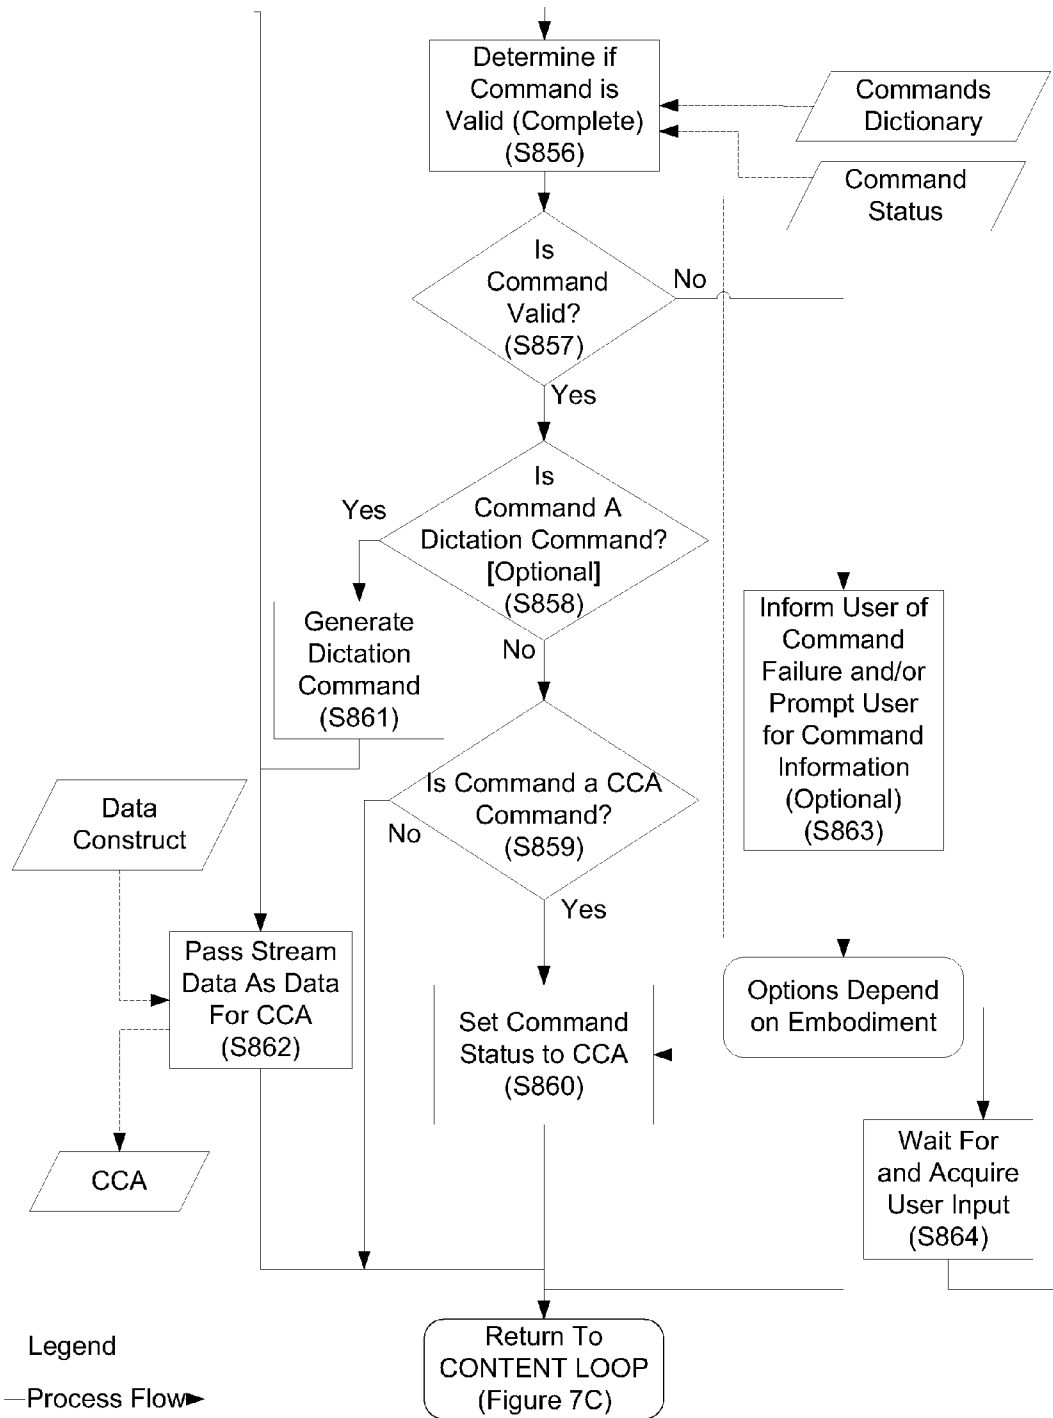 Determine if
Command is
Valid (Complete)
(S856)
Commands
Dictionary
Command
Status
Is
Command
Valid?
(S857)
No
Yes
Is
Command A
Dictation Command?
[Optional]
(S858)
Yes
No
Generate
Dictation
Command
(S861)
Inform User of
Command
Failure and/or
Prompt User
for Command
Information
(Optional)
(S863)
Is Command a CCA
Command?
(S859)
No
Yes
Data
Construct
Pass Stream
Data As Data
For CCA
(S862)
Set Command
Status to CCA
(S860)
Options Depend
on Embodiment
CCA
Wait For
and Acquire
User Input
(S864)
Return To
CONTENT LOOP
(Figure 7C)
Legend
Process Flow